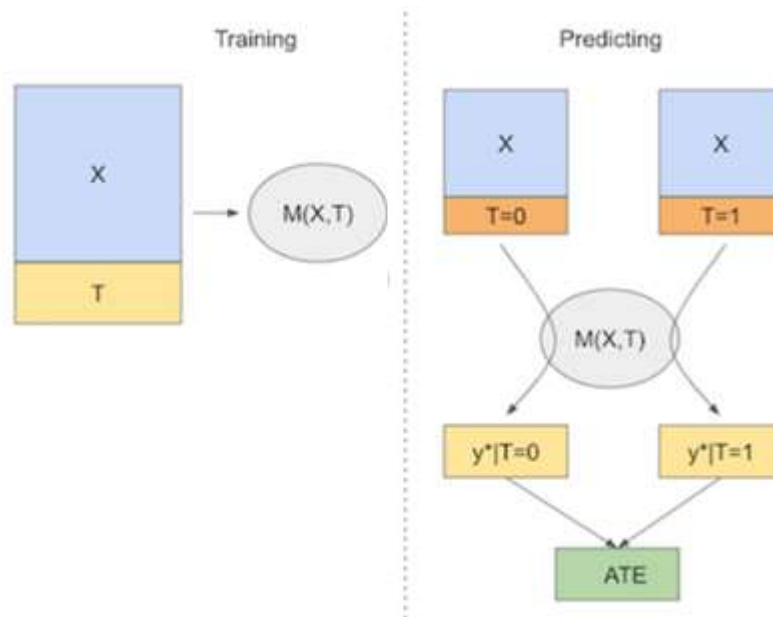 Training
X
M(X,T)
T
Predicting
X
X
T=0
T=1
M(X,T)
y*|T=0
y*|T=1
ATE